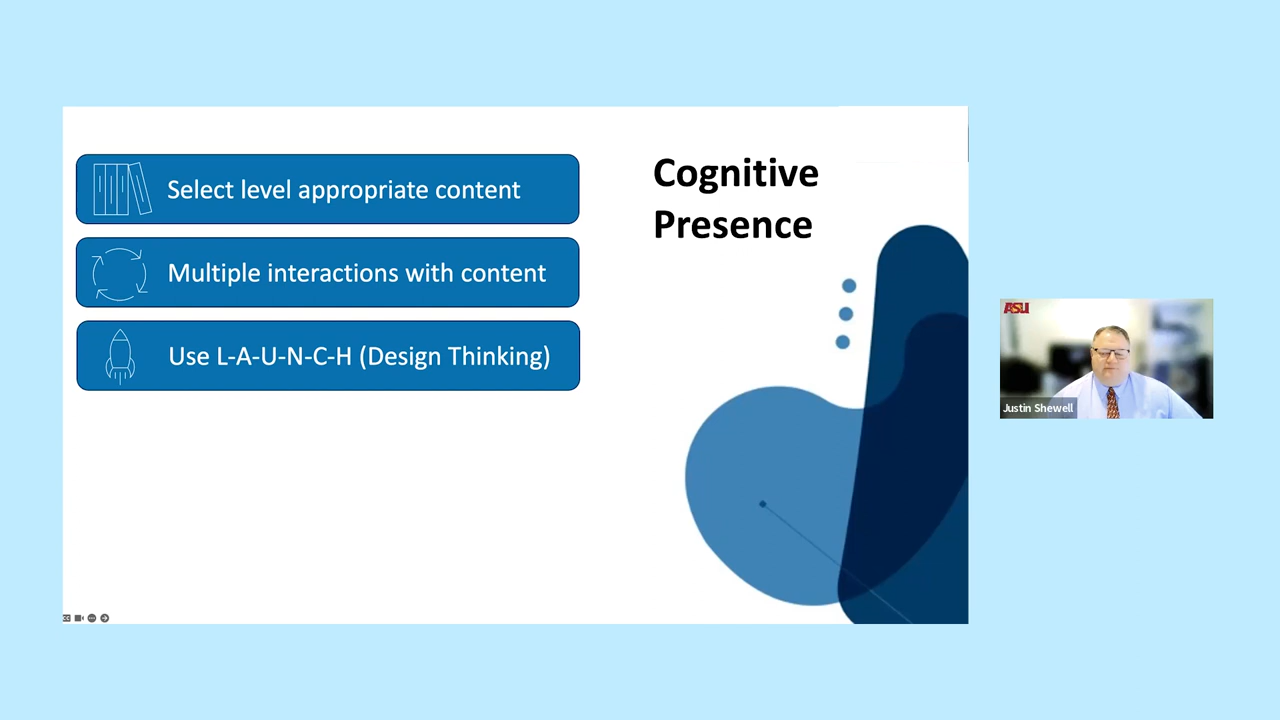 Select level appropriate content
Multiple interactions with content
Use L-A-U-N-C-H (Design Thinking)
Cognitive
Presence
ASU
Justin Shewell